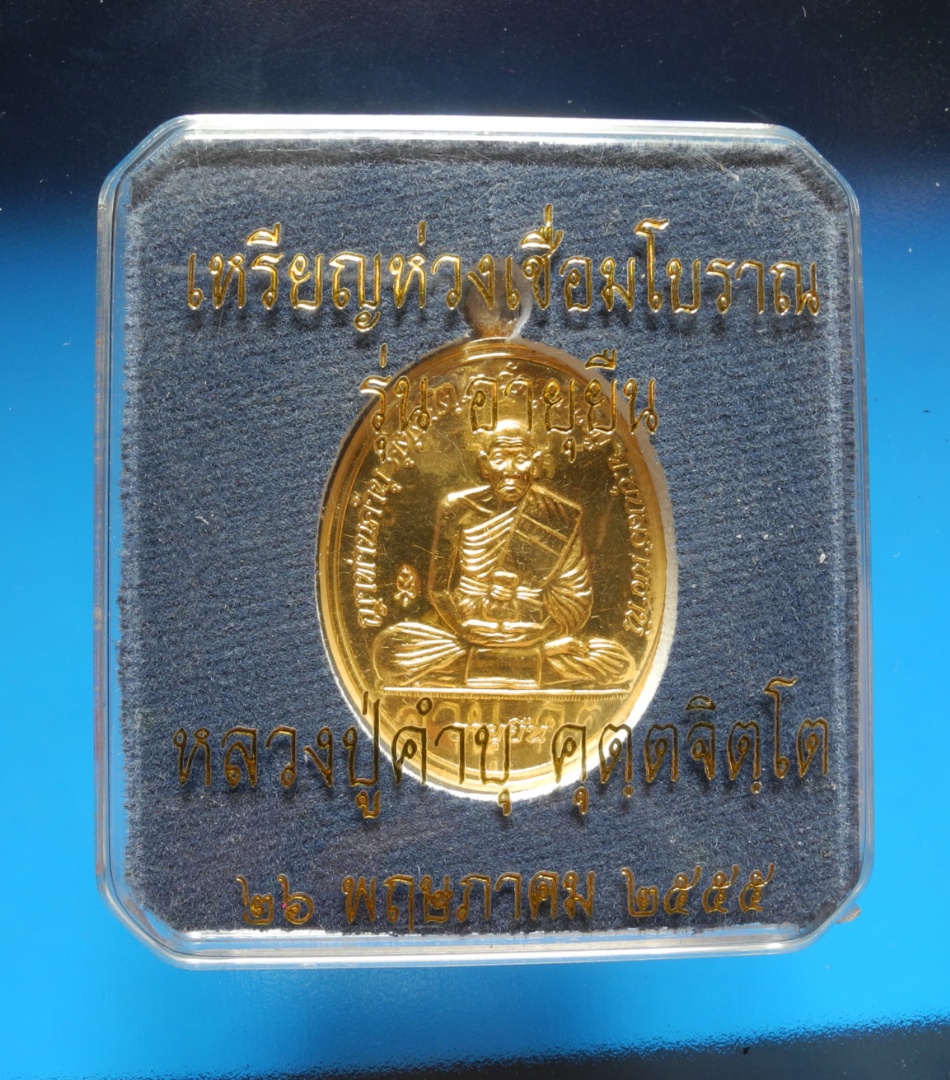 เหรียญห่วงเชื่อมโบราณ
รุ่น อายุยืน
หลวงปู่คำบุ คุตฺตจิตฺโต
๒๖ พฤษภาคม ๒๕๕๕